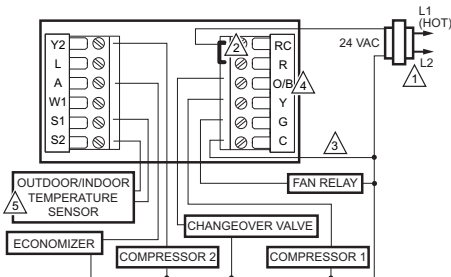 L1
(HOT)
24 VAC
L2
1
Y2
L
A
W1
S1
S2
2
RC
R
O/B
4
Y
G
C
3
OUTDOOR/INDOOR
TEMPERATURE
SENSOR
5
FAN RELAY
CHANGEOVER VALVE
ECONOMIZER
COMPRESSOR 2
COMPRESSOR 1